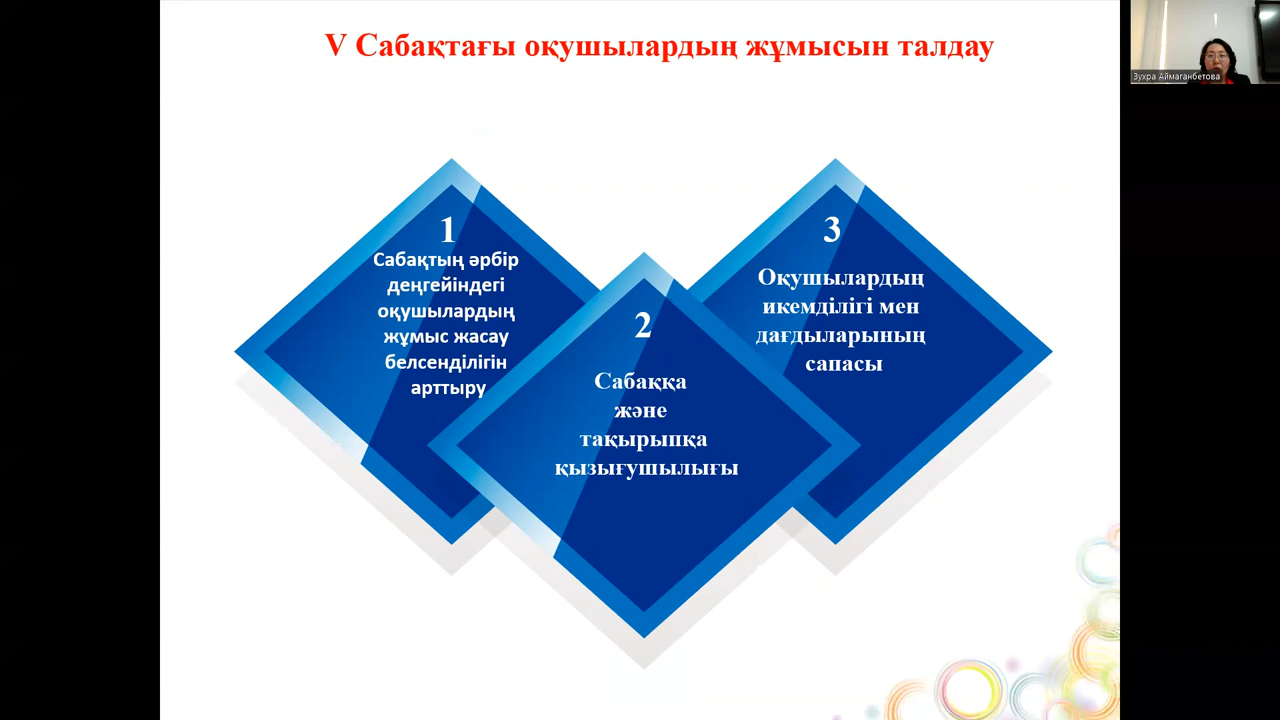 V Сабақтағы оқушылардың жұмысын талдау
Зухра Аймаганбетова
1
Сабақтың әрбір
деңгейіндегі
оқушылардың
жұмыс жасау
белсенділігін
арттыру
2
Сабаққа
және
тақырыпқа
қызығушылығы
3
Оқушылардың
икемділігі мен
дағдыларының
сапасы